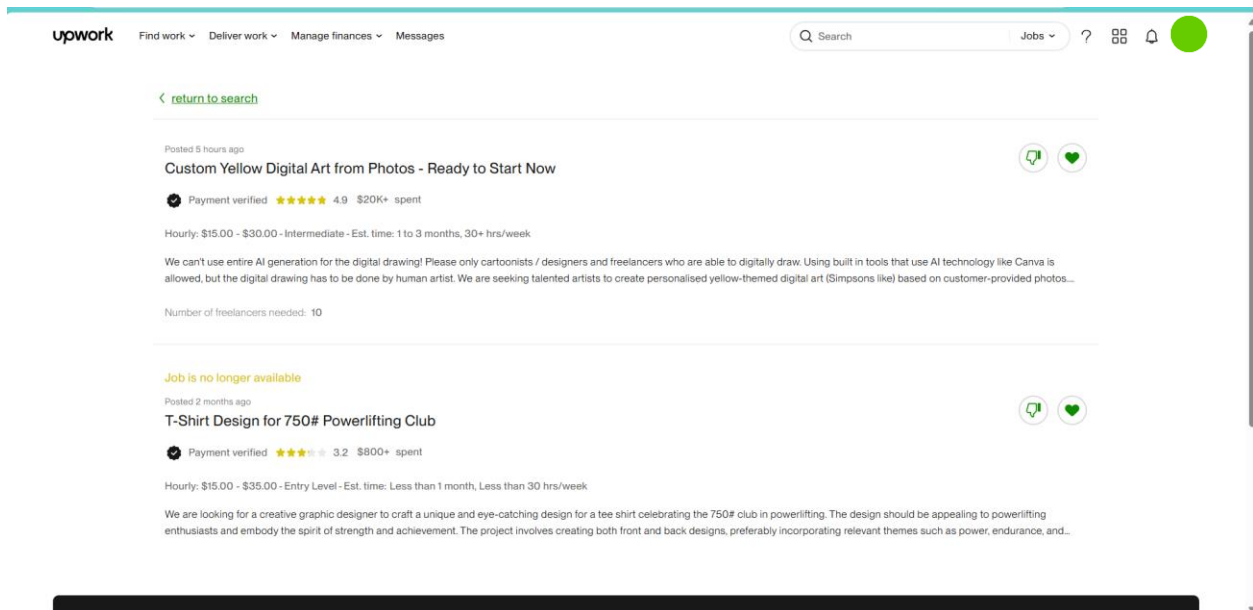 upwork Find work Deliver work Manage finances Messages Search Jobs ?
return to search
Posted 5 hours ago
Custom Yellow Digital Art from Photos - Ready to Start Now
Payment verified 4.9 $20K+ spent
Hourly: $15.00 - $30.00 - Intermediate - Est. time: 1 to 3 months, 30+ hrs/week
We can't use entire AI generation for the digital drawing! Please only cartoonists / designers and freelancers who are able to digitally draw. Using built in tools that use AI technology like Canva is
allowed, but the digital drawing has to be done by human artist. We are seeking talented artists to create personalised yellow-themed digital art (Simpsons like) based on customer-provided photos...
Number of freelancers needed: 10
Job is no longer available
Posted 2 months ago
T-Shirt Design for 750# Powerlifting Club
Payment verified 3.2 $800+ spent
Hourly: $15.00 - $35.00 - Entry Level - Est. time: Less than 1 month, Less than 30 hrs/week
We are looking for a creative graphic designer to craft a unique and eye-catching design for a tee shirt celebrating the 750# club in powerlifting. The design should be appealing to powerlifting
enthusiasts and embody the spirit of strength and achievement. The project involves creating both front and back designs, preferably incorporating relevant themes such as power, endurance, and...